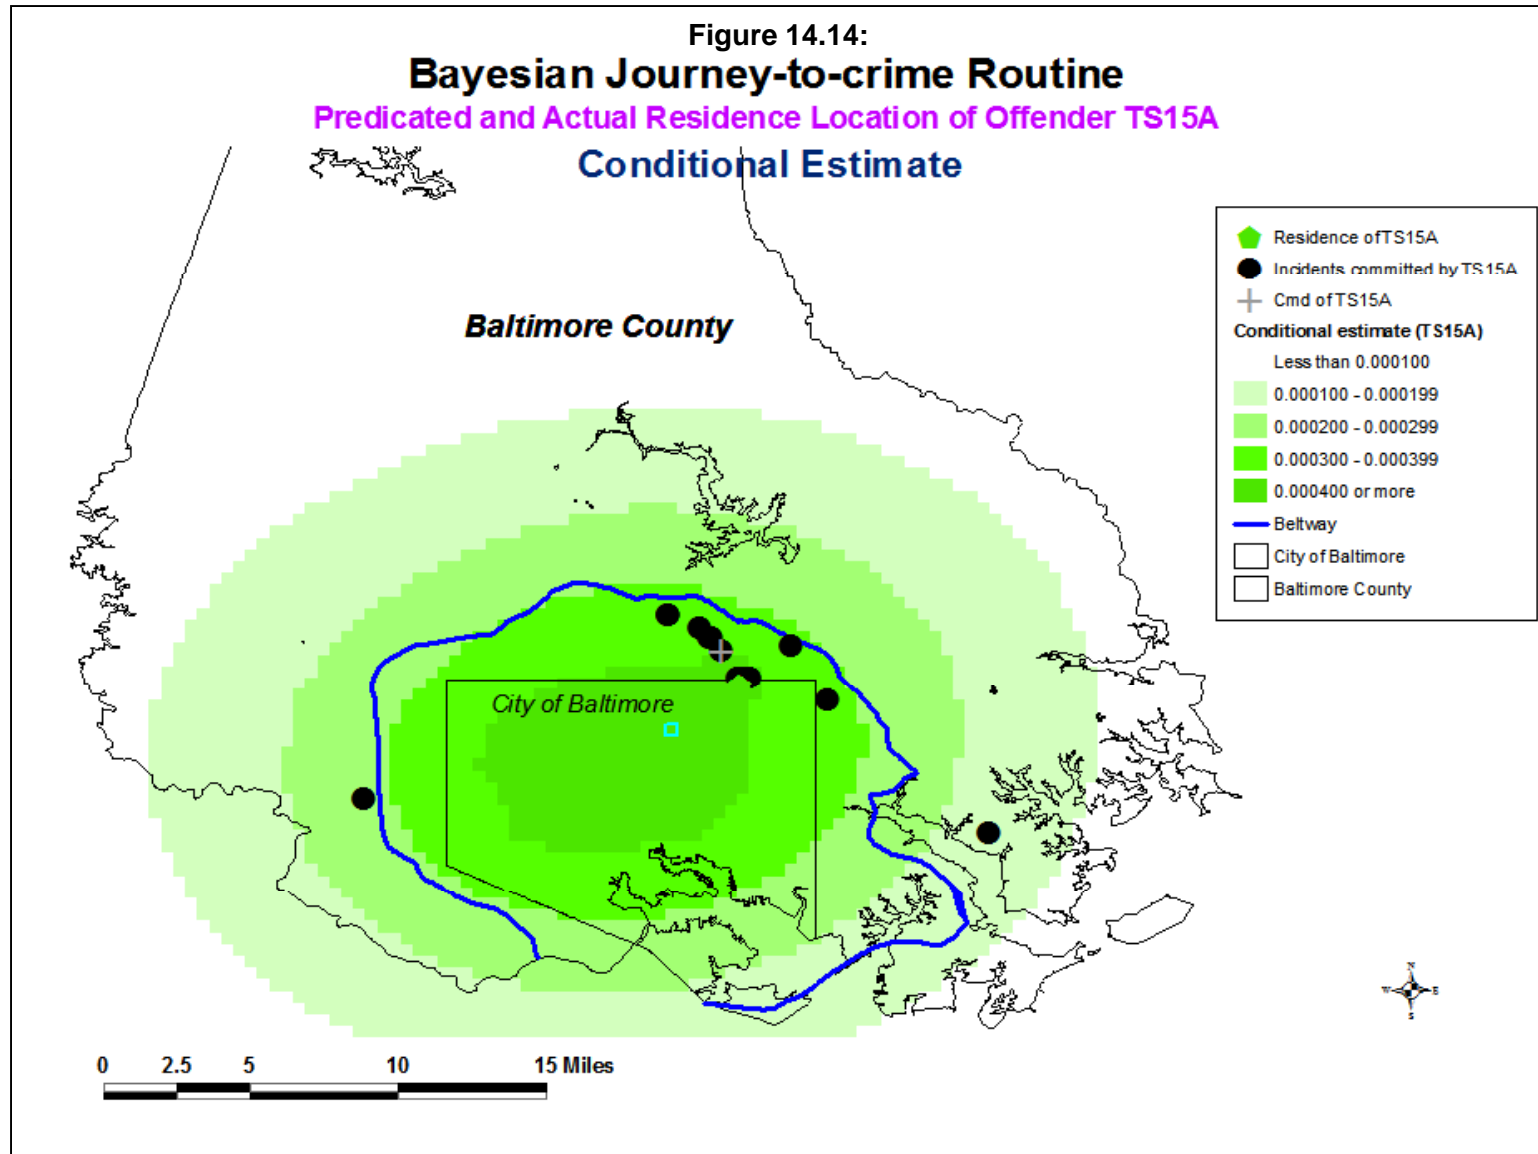 Figure 14.14:
Bayesian Journey-to-crime Routine
Predicated and Actual Residence Location of Offender TS15A
Conditional Estimate
Baltimore County
City of Baltimore
Residence of TS15A
Incidents committed by TS15A
Cmd of TS15A
Conditional estimate (TS15A)
Less than 0.000100
0.000100 - 0.000199
0.000200 - 0.000299
0.000300 - 0.000399
0.000400 or more
Beltway
City of Baltimore
Baltimore County
N
W E
S
0 2.5 5 10 15 Miles